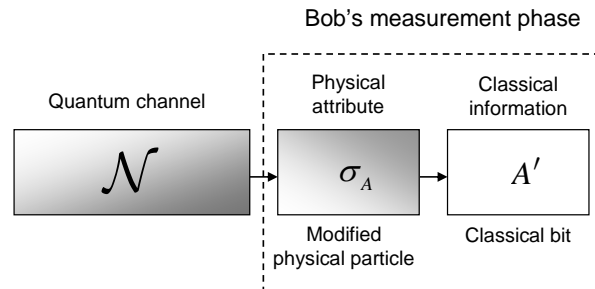 Bob’s measurement phase
Quantum channel
Physical
attribute
Classical
information
𝒩
σ_A
A′
Modified
physical particle
Classical bit